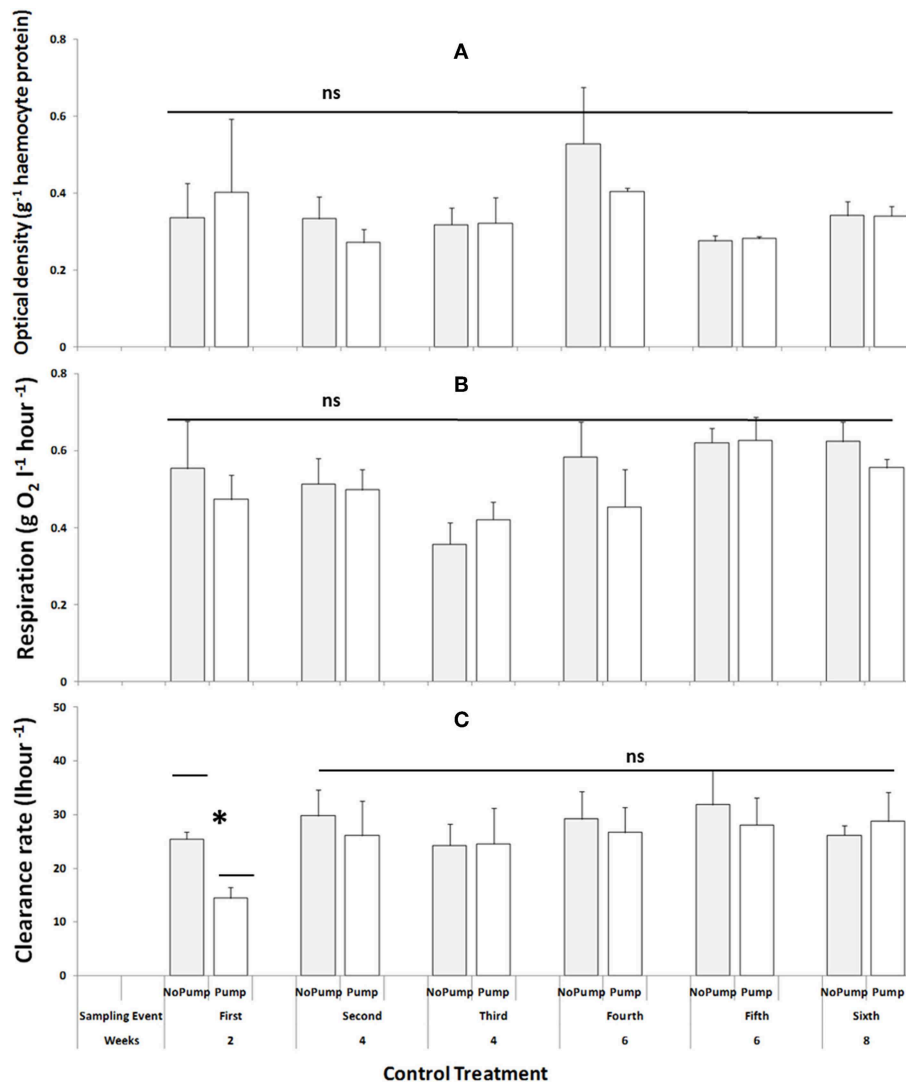 A
0.8
ns
0.6
0.4
0.2
0
Optical density (g⁻¹ haemocyte protein)
B
0.8
ns
0.6
0.4
0.2
0
Respiration (g O₂ l⁻¹ hour ⁻¹)
C
50
ns
40
*
30
20
10
0
Clearance rate (lhour ⁻¹)
NoPump Pump NoPump Pump NoPump Pump NoPump Pump NoPump Pump NoPump Pump
Sampling Event First Second Third Fourth Fifth Sixth
Weeks 2 4 4 6 6 8
Control Treatment